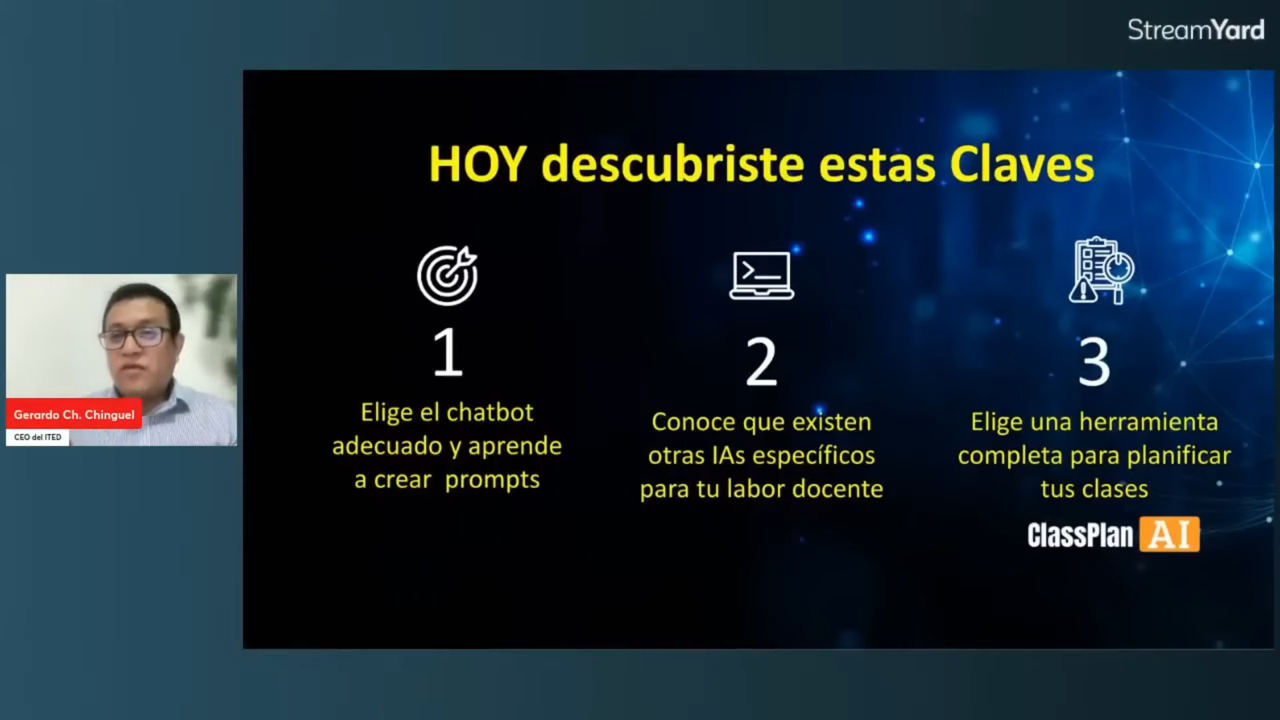 StreamYard
HOY descubriste estas Claves
1
Elige el chatbot
adecuado y aprende
a crear prompts
2
Conoce que existen
otras IAs específicos
para tu labor docente
3
Elige una herramienta
completa para planificar
tus clases
ClassPlan AI
Gerardo Ch. Chinguel
CEO del ITED